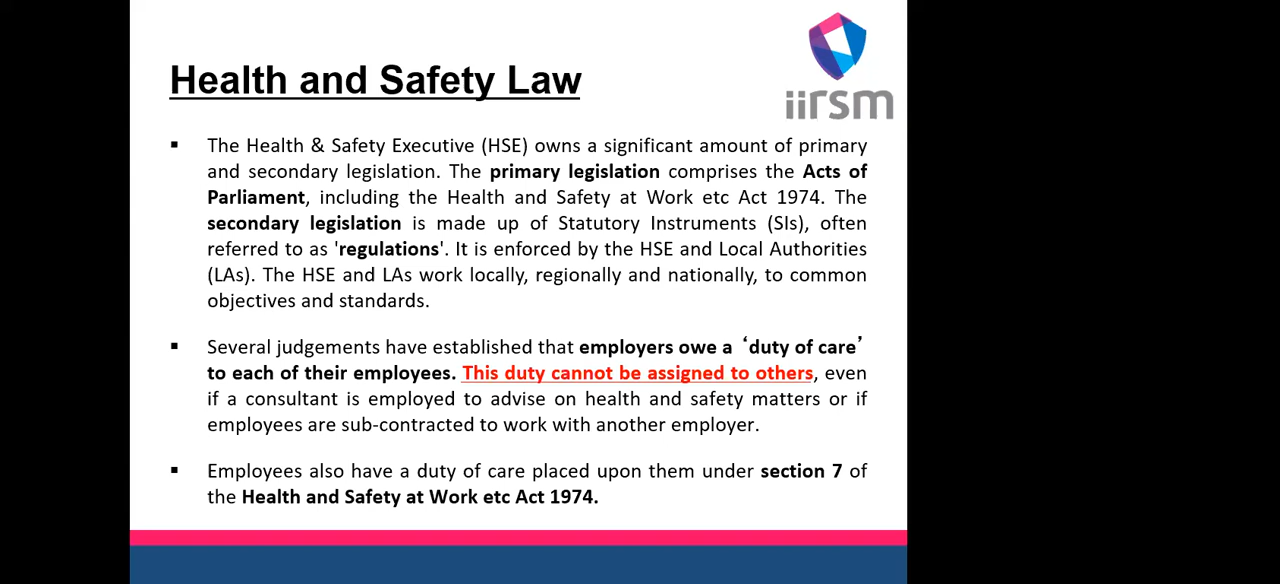 Health and Safety Law
iirsm
▪ The Health & Safety Executive (HSE) owns a significant amount of primary
and secondary legislation. The primary legislation comprises the Acts of
Parliament, including the Health and Safety at Work etc Act 1974. The
secondary legislation is made up of Statutory Instruments (SIs), often
referred to as 'regulations'. It is enforced by the HSE and Local Authorities
(LAs). The HSE and LAs work locally, regionally and nationally, to common
objectives and standards.
▪ Several judgements have established that employers owe a ‘duty of care’
to each of their employees. This duty cannot be assigned to others, even
if a consultant is employed to advise on health and safety matters or if
employees are sub-contracted to work with another employer.
▪ Employees also have a duty of care placed upon them under section 7 of
the Health and Safety at Work etc Act 1974.